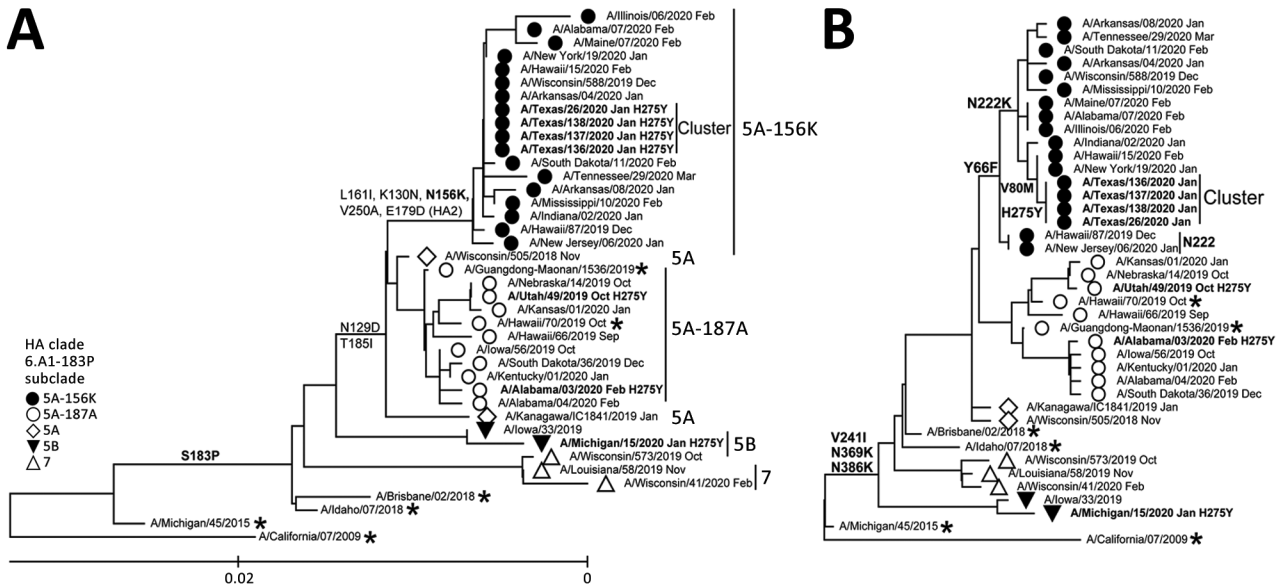 A
A/Illinois/06/2020 Feb
A/Alabama/07/2020 Feb
A/Maine/07/2020 Feb
A/New York/19/2020 Jan
A/Hawaii/15/2020 Feb
A/Wisconsin/588/2019 Dec
A/Arkansas/04/2020 Jan
A/Texas/26/2020 Jan H275Y
A/Texas/138/2020 Jan H275Y
A/Texas/137/2020 Jan H275Y
A/Texas/136/2020 Jan H275Y
Cluster
5A-156K
A/South Dakota/11/2020 Feb
A/Tennessee/29/2020 Mar
A/Arkansas/08/2020 Jan
A/Mississippi/10/2020 Feb
A/Indiana/02/2020 Jan
A/Hawaii/87/2019 Dec
A/New Jersey/06/2020 Jan
L161I, K130N, N156K,
V250A, E179D (HA2)
A/Wisconsin/505/2018 Nov
5A
A/Guangdong-Maonan/1536/2019*
A/Nebraska/14/2019 Oct
A/Utah/49/2019 Oct H275Y
A/Kansas/01/2020 Jan
A/Hawaii/70/2019 Oct *
A/Hawaii/66/2019 Sep
A/Iowa/56/2019 Oct
A/South Dakota/36/2019 Dec
A/Kentucky/01/2020 Jan
A/Alabama/03/2020 Feb H275Y
A/Alabama/04/2020 Feb
5A-187A
N129D
T185I
A/Kanagawa/IC1841/2019 Jan
5A
A/Iowa/33/2019
A/Michigan/15/2020 Jan H275Y
5B
A/Wisconsin/573/2019 Oct
A/Louisiana/58/2019 Nov
A/Wisconsin/41/2020 Feb
7
S183P
A/Brisbane/02/2018 *
A/Idaho/07/2018 *
A/Michigan/45/2015 *
A/California/07/2009 *
HA clade
6.A1-183P
subclade
5A-156K
5A-187A
5A
5B
7
0.02
0
B
A/Arkansas/08/2020 Jan
A/Tennessee/29/2020 Mar
A/South Dakota/11/2020 Feb
A/Arkansas/04/2020 Jan
A/Wisconsin/588/2019 Dec
A/Mississippi/10/2020 Feb
N222K
A/Maine/07/2020 Feb
A/Alabama/07/2020 Feb
A/Illinois/06/2020 Feb
A/Indiana/02/2020 Jan
A/Hawaii/15/2020 Feb
A/New York/19/2020 Jan
Y66F
V80M
H275Y
A/Texas/136/2020 Jan
A/Texas/137/2020 Jan
A/Texas/138/2020 Jan
A/Texas/26/2020 Jan
Cluster
A/Hawaii/87/2019 Dec
A/New Jersey/06/2020 Jan
N222
A/Kansas/01/2020 Jan
A/Nebraska/14/2019 Oct
A/Utah/49/2019 Oct H275Y
A/Hawaii/70/2019 Oct *
A/Hawaii/66/2019 Sep
A/Guangdong-Maonan/1536/2019*
A/Alabama/03/2020 Feb H275Y
A/Iowa/56/2019 Oct
A/Kentucky/01/2020 Jan
A/Alabama/04/2020 Feb
A/South Dakota/36/2019 Dec
A/Kanagawa/IC1841/2019 Jan
A/Wisconsin/505/2018 Nov
A/Brisbane/02/2018 *
A/Idaho/07/2018 *
V241I
N369K
N386K
A/Wisconsin/573/2019 Oct
A/Louisiana/58/2019 Nov
A/Wisconsin/41/2020 Feb
A/Iowa/33/2019
A/Michigan/15/2020 Jan H275Y
A/Michigan/45/2015 *
A/California/07/2009 *